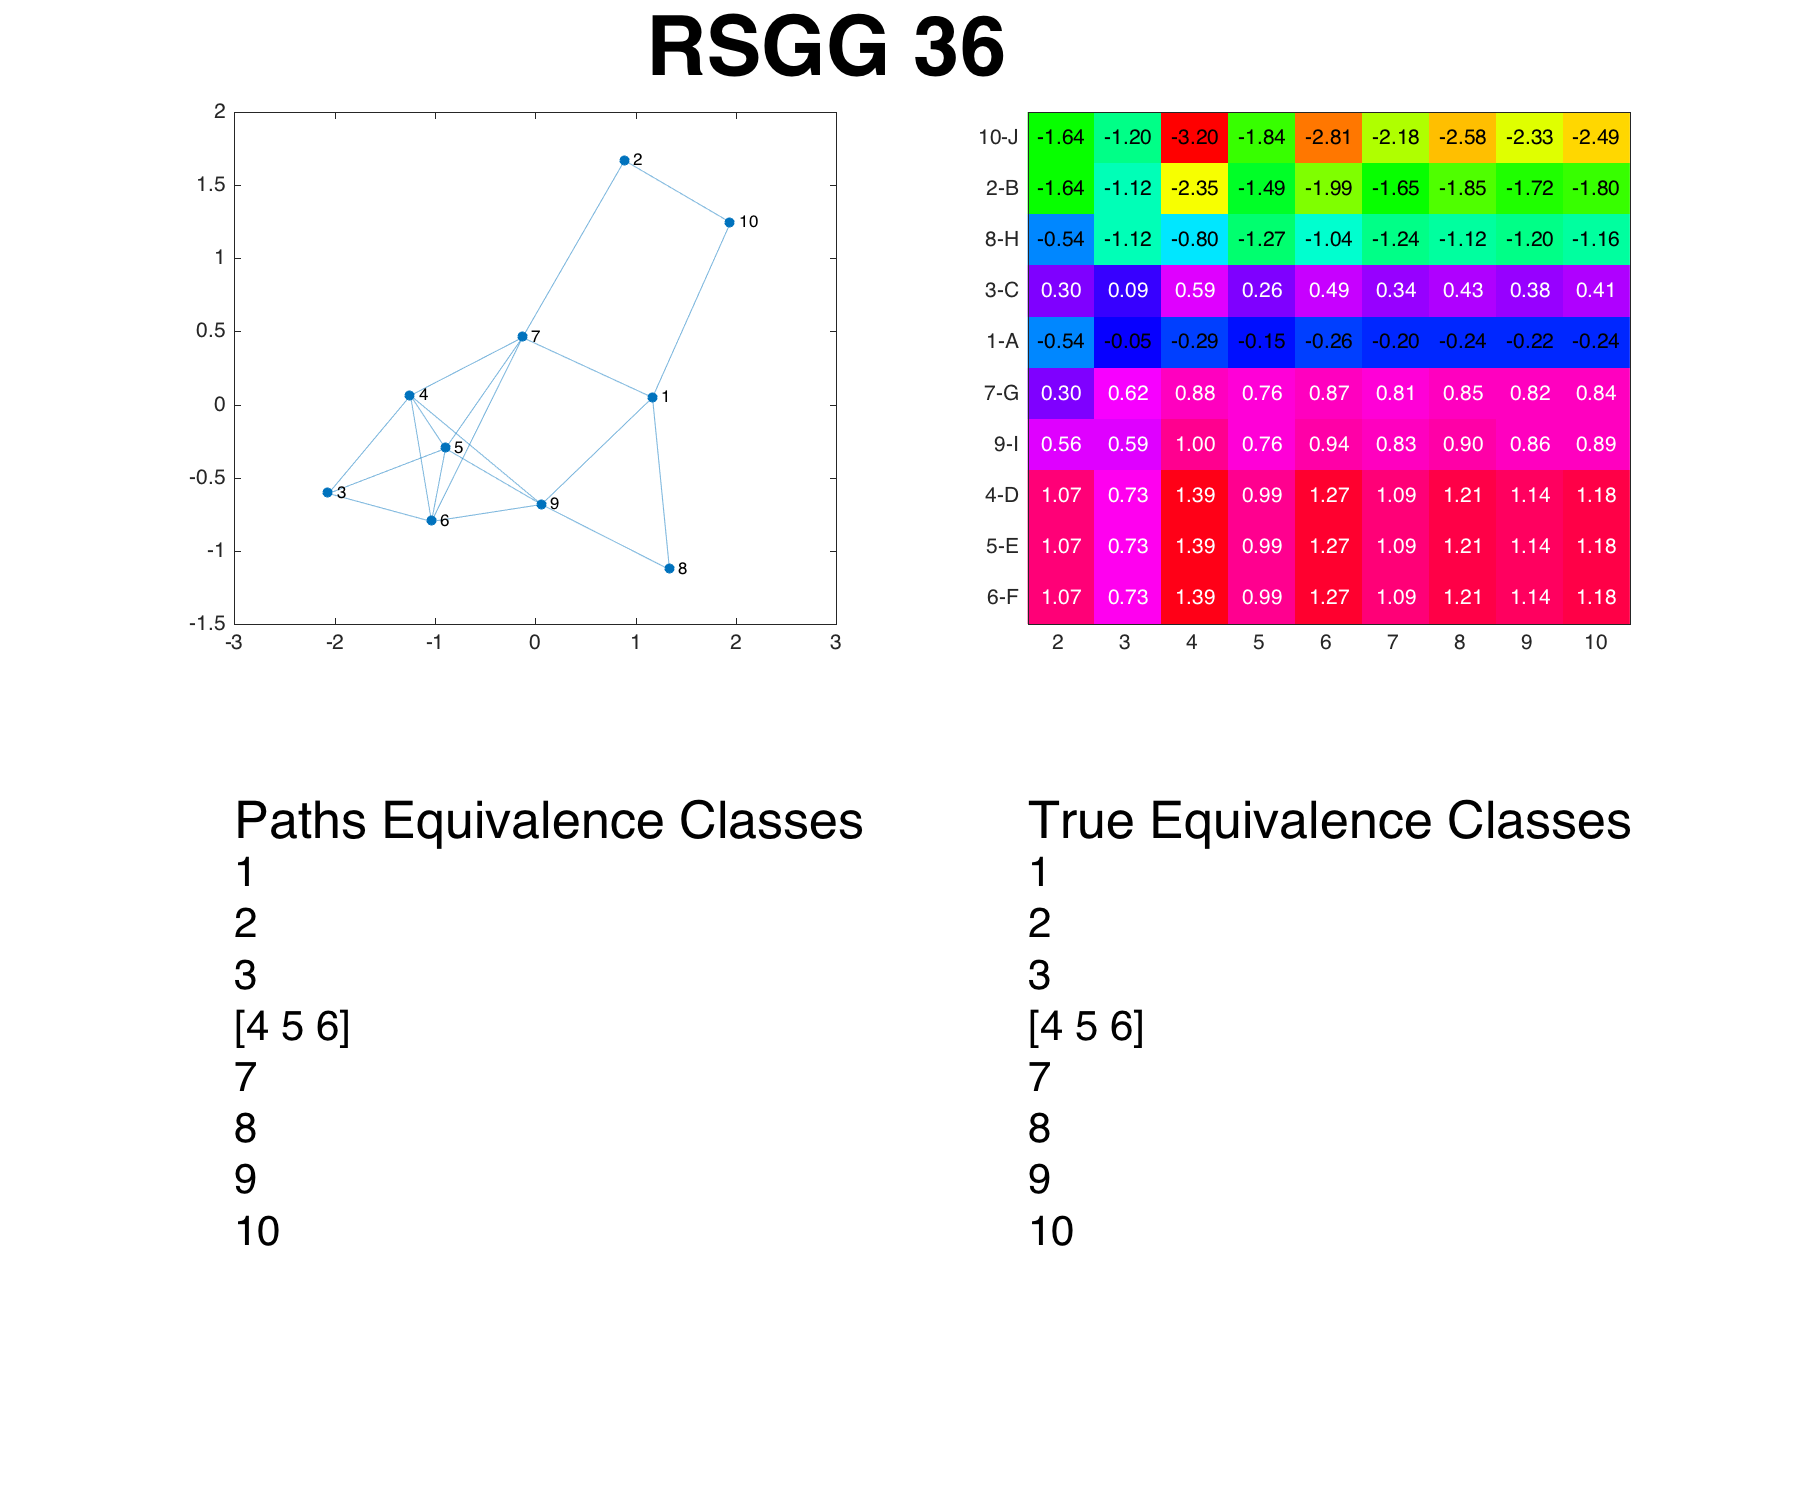 RSGG 36
2
1.5
1
0.5
0
-0.5
-1
-1.5
-3 -2 -1 0 1 2 3
2
10
7
4
1
5
3
9
6
8
10-J -1.64 -1.20 -3.20 -1.84 -2.81 -2.18 -2.58 -2.33 -2.49
2-B -1.64 -1.12 -2.35 -1.49 -1.99 -1.65 -1.85 -1.72 -1.80
8-H -0.54 -1.12 -0.80 -1.27 -1.04 -1.24 -1.12 -1.20 -1.16
3-C 0.30 0.09 0.59 0.26 0.49 0.34 0.43 0.38 0.41
1-A -0.54 -0.05 -0.29 -0.15 -0.26 -0.20 -0.24 -0.22 -0.24
7-G 0.30 0.62 0.88 0.76 0.87 0.81 0.85 0.82 0.84
9-I 0.56 0.59 1.00 0.76 0.94 0.83 0.90 0.86 0.89
4-D 1.07 0.73 1.39 0.99 1.27 1.09 1.21 1.14 1.18
5-E 1.07 0.73 1.39 0.99 1.27 1.09 1.21 1.14 1.18
6-F 1.07 0.73 1.39 0.99 1.27 1.09 1.21 1.14 1.18
2 3 4 5 6 7 8 9 10
Paths Equivalence Classes
1
2
3
[4 5 6]
7
8
9
10
True Equivalence Classes
1
2
3
[4 5 6]
7
8
9
10